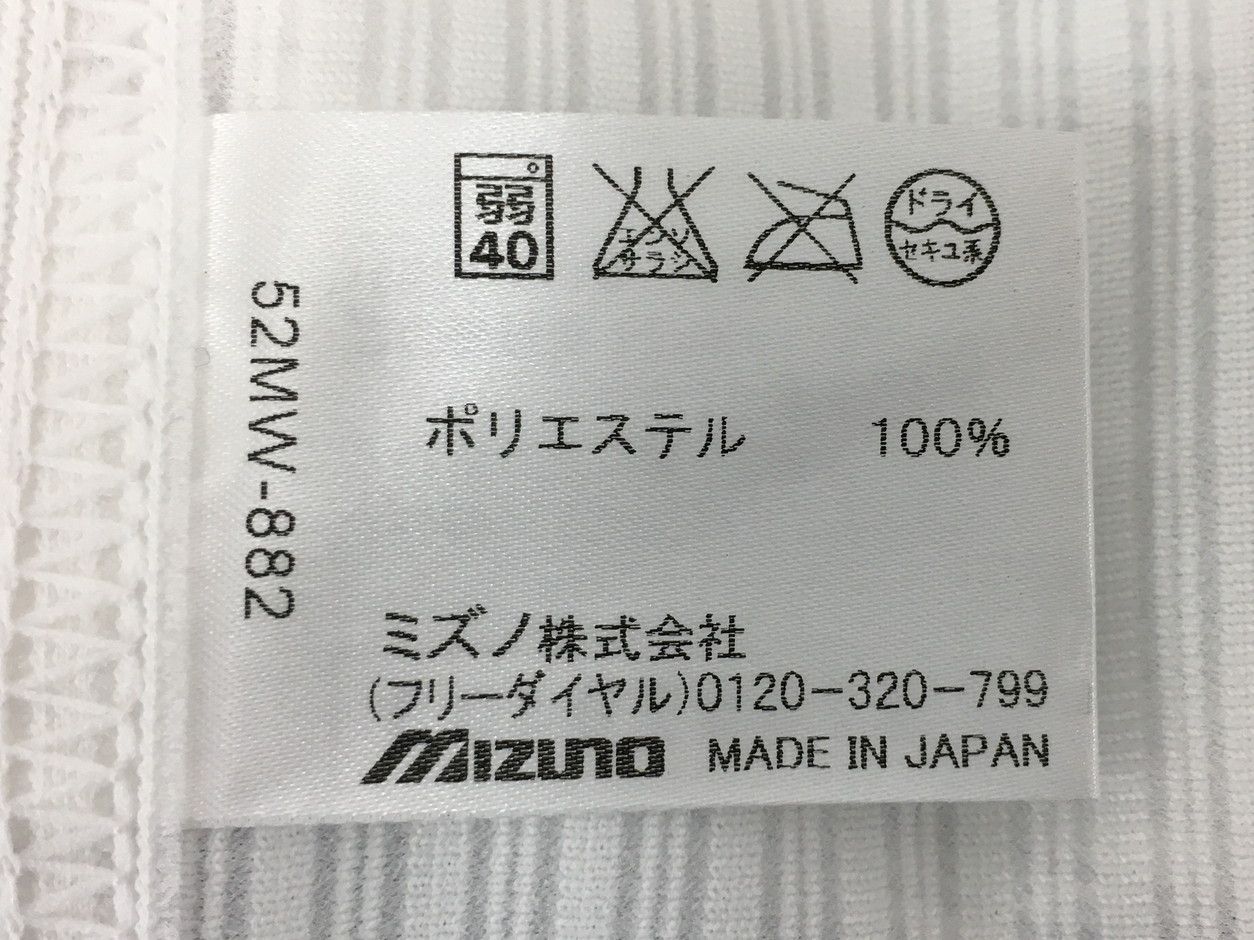 弱
40
エンソ
サラシ
ドライ
セキユ系
52MW-882
ポリエステル 100%
ミズノ株式会社
(フリーダイヤル)0120-320-799
MIZUNO MADE IN JAPAN